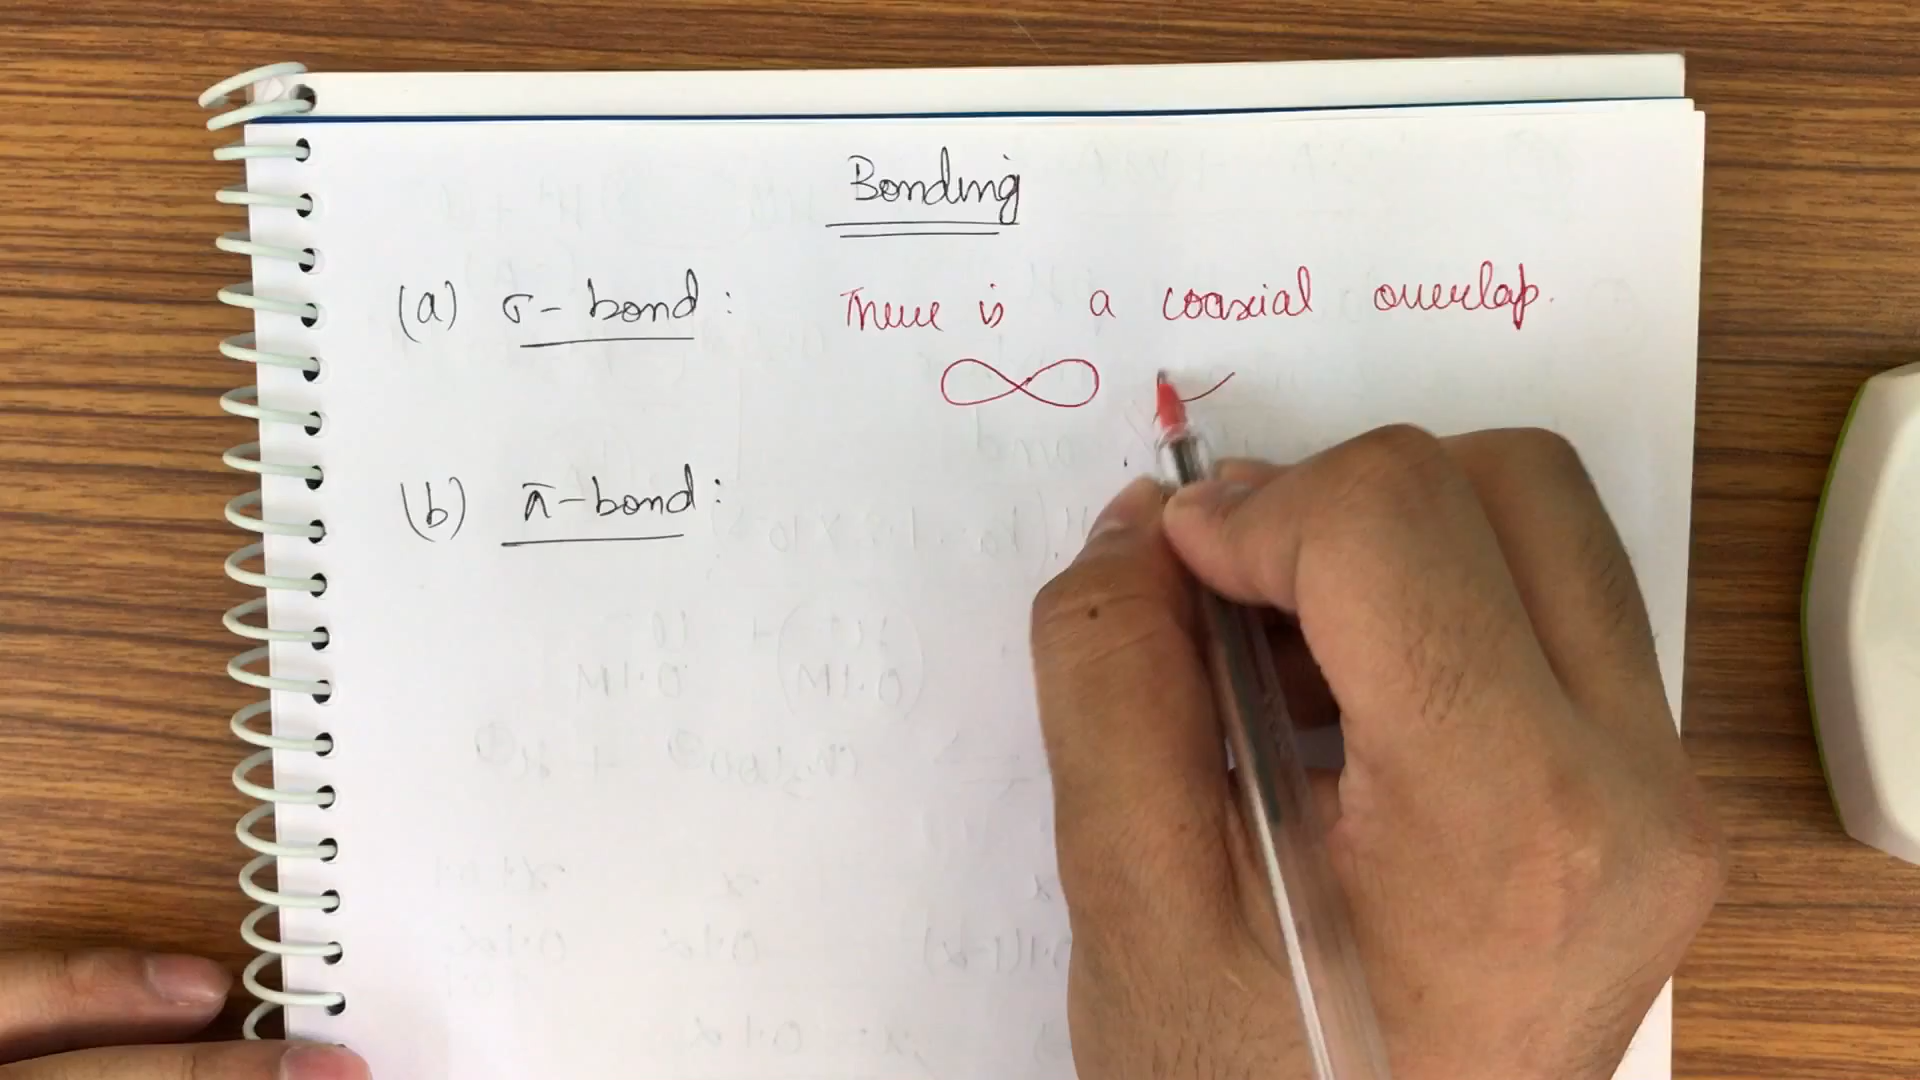 Bonding
(a) σ- bond : There is a coaxial overlap.
(b) π-bond :